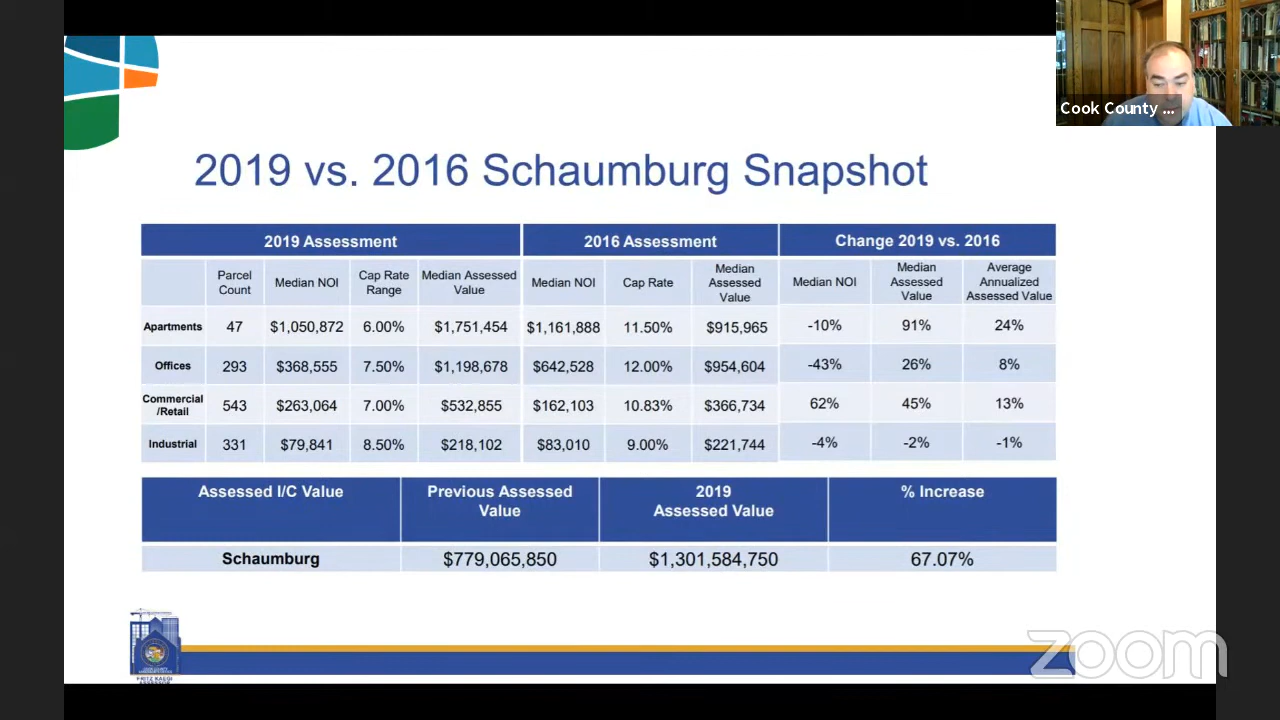 Cook County ...
2019 vs. 2016 Schaumburg Snapshot
2019 Assessment 2016 Assessment Change 2019 vs. 2016
Parcel Count Median NOI Cap Rate Range Median Assessed Value Median NOI Cap Rate Median Assessed Value Median NOI Median Assessed Value Average Annualized Assessed Value
Apartments 47 $1,050,872 6.00% $1,751,454 $1,161,888 11.50% $915,965 -10% 91% 24%
Offices 293 $368,555 7.50% $1,198,678 $642,528 12.00% $954,604 -43% 26% 8%
Commercial /Retail 543 $263,064 7.00% $532,855 $162,103 10.83% $366,734 62% 45% 13%
Industrial 331 $79,841 8.50% $218,102 $83,010 9.00% $221,744 -4% -2% -1%
Assessed I/C Value Previous Assessed Value 2019 Assessed Value % Increase
Schaumburg $779,065,850 $1,301,584,750 67.07%
FRITZ KAEGI
zoom